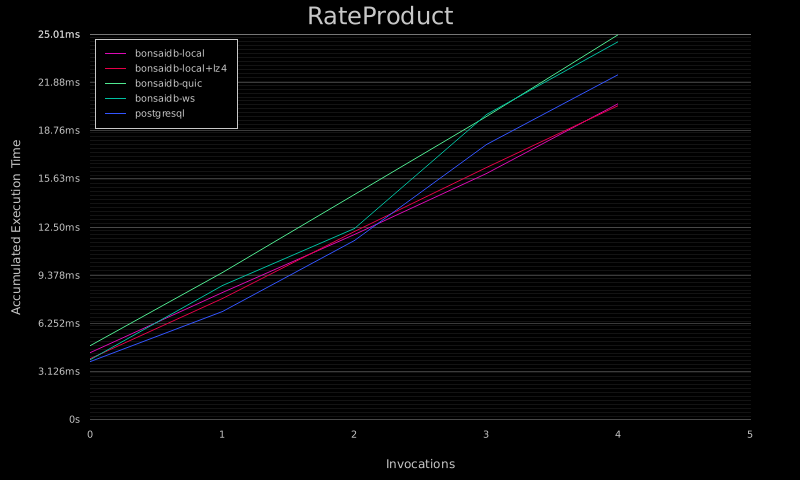 RateProduct
25.01ms
21.88ms
18.76ms
15.63ms
12.50ms
9.378ms
6.252ms
3.126ms
0s
Accumulated Execution Time
bonsaidb-local
bonsaidb-local+lz4
bonsaidb-quic
bonsaidb-ws
postgresql
0 1 2 3 4 5
Invocations